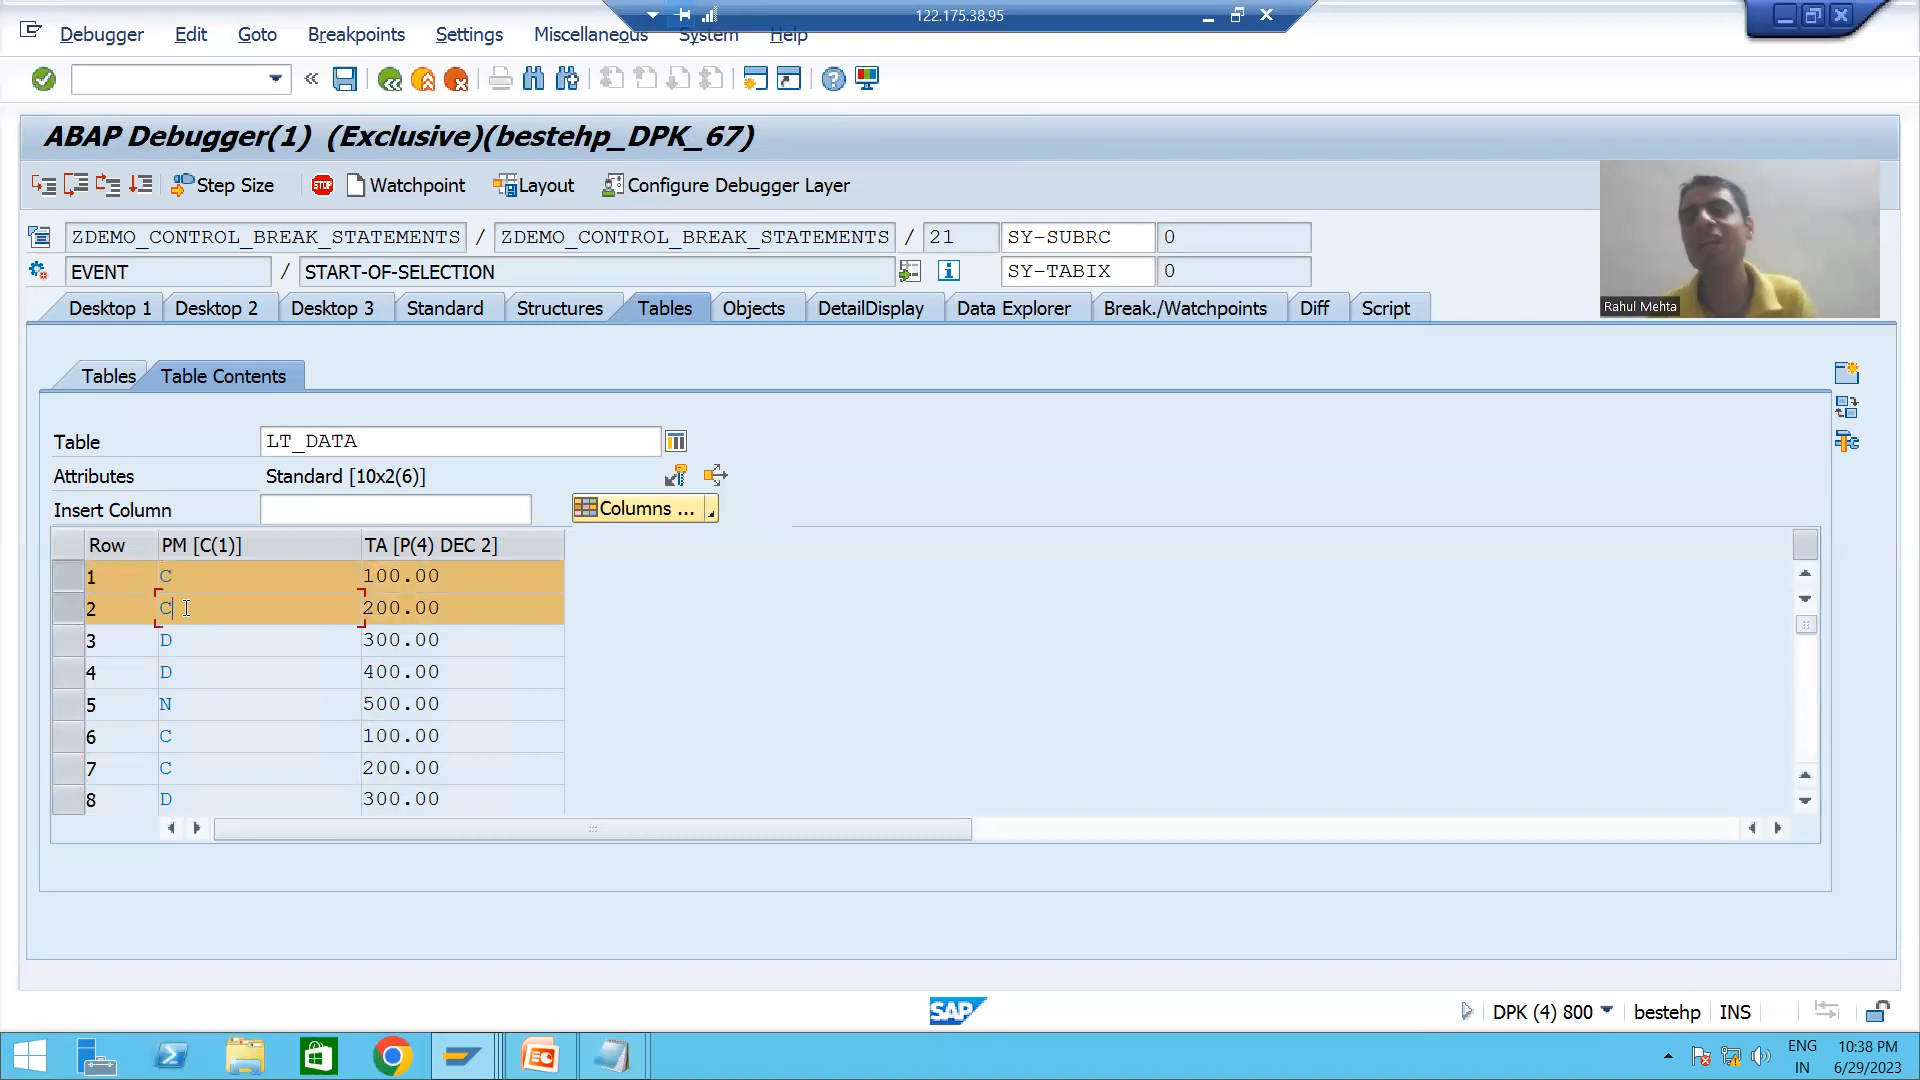 122.175.38.95
Debugger Edit Goto Breakpoints Settings Miscellaneous System Help
ABAP Debugger(1) (Exclusive)(bestehp_DPK_67)
Step Size STOP Watchpoint Layout Configure Debugger Layer
ZDEMO_CONTROL_BREAK_STATEMENTS / ZDEMO_CONTROL_BREAK_STATEMENTS / 21 SY-SUBRC 0
EVENT / START-OF-SELECTION SY-TABIX 0
Rahul Mehta
Desktop 1 Desktop 2 Desktop 3 Standard Structures Tables Objects DetailDisplay Data Explorer Break./Watchpoints Diff Script
Tables Table Contents
Table LT_DATA
Attributes Standard [10x2(6)]
Insert Column Columns ...
Row PM [C(1)] TA [P(4) DEC 2]
1 C 100.00
2 C 200.00
3 D 300.00
4 D 400.00
5 N 500.00
6 C 100.00
7 C 200.00
8 D 300.00
SAP DPK (4) 800 bestehp INS
ENG 10:38 PM
IN 6/29/2023